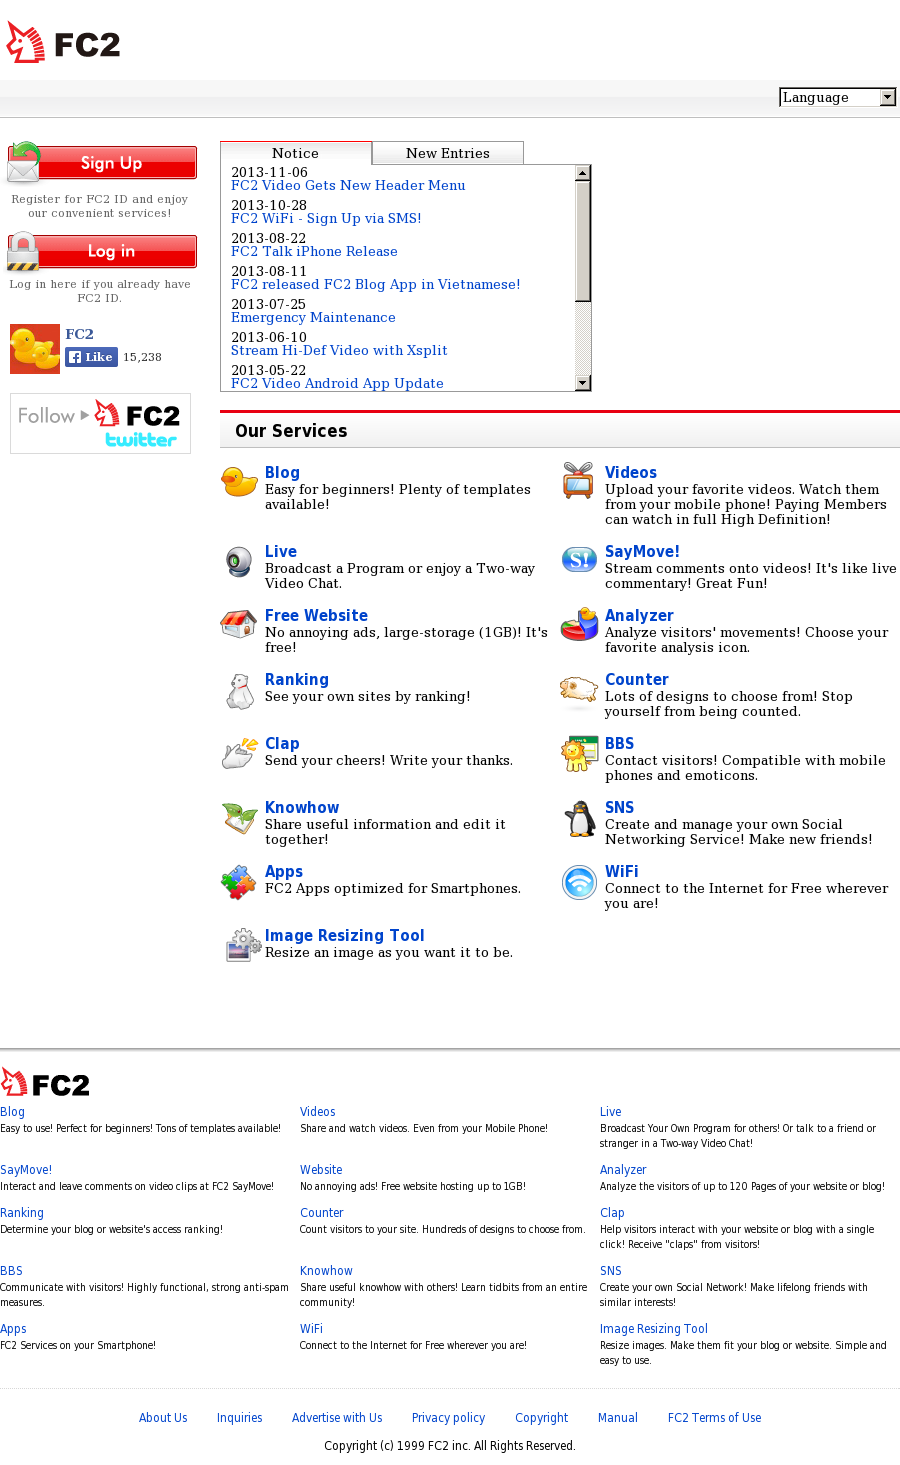 FC2
Language
Sign Up
Register for FC2 ID and enjoy
our convenient services!
Log in
Log in here if you already have
FC2 ID.
FC2
Like 15,238
Follow FC2
twitter
Notice New Entries
2013-11-06
FC2 Video Gets New Header Menu
2013-10-28
FC2 WiFi - Sign Up via SMS!
2013-08-22
FC2 Talk iPhone Release
2013-08-11
FC2 released FC2 Blog App in Vietnamese!
2013-07-25
Emergency Maintenance
2013-06-10
Stream Hi-Def Video with Xsplit
2013-05-22
FC2 Video Android App Update
Our Services
Blog
Easy for beginners! Plenty of templates
available!
Videos
Upload your favorite videos. Watch them
from your mobile phone! Paying Members
can watch in full High Definition!
Live
Broadcast a Program or enjoy a Two-way
Video Chat.
S!
SayMove!
Stream comments onto videos! It's like live
commentary! Great Fun!
Free Website
No annoying ads, large-storage (1GB)! It's
free!
Analyzer
Analyze visitors' movements! Choose your
favorite analysis icon.
Ranking
See your own sites by ranking!
Counter
Lots of designs to choose from! Stop
yourself from being counted.
Clap
Send your cheers! Write your thanks.
BBS
Contact visitors! Compatible with mobile
phones and emoticons.
Knowhow
Share useful information and edit it
together!
SNS
Create and manage your own Social
Networking Service! Make new friends!
Apps
FC2 Apps optimized for Smartphones.
WiFi
Connect to the Internet for Free wherever
you are!
Image Resizing Tool
Resize an image as you want it to be.
FC2
Blog
Easy to use! Perfect for beginners! Tons of templates available!
Videos
Share and watch videos. Even from your Mobile Phone!
Live
Broadcast Your Own Program for others! Or talk to a friend or
stranger in a Two-way Video Chat!
SayMove!
Interact and leave comments on video clips at FC2 SayMove!
Website
No annoying ads! Free website hosting up to 1GB!
Analyzer
Analyze the visitors of up to 120 Pages of your website or blog!
Ranking
Determine your blog or website's access ranking!
Counter
Count visitors to your site. Hundreds of designs to choose from.
Clap
Help visitors interact with your website or blog with a single
click! Receive "claps" from visitors!
BBS
Communicate with visitors! Highly functional, strong anti-spam
measures.
Knowhow
Share useful knowhow with others! Learn tidbits from an entire
community!
SNS
Create your own Social Network! Make lifelong friends with
similar interests!
Apps
FC2 Services on your Smartphone!
WiFi
Connect to the Internet for Free wherever you are!
Image Resizing Tool
Resize images. Make them fit your blog or website. Simple and
easy to use.
About Us Inquiries Advertise with Us Privacy policy Copyright Manual FC2 Terms of Use
Copyright (c) 1999 FC2 inc. All Rights Reserved.